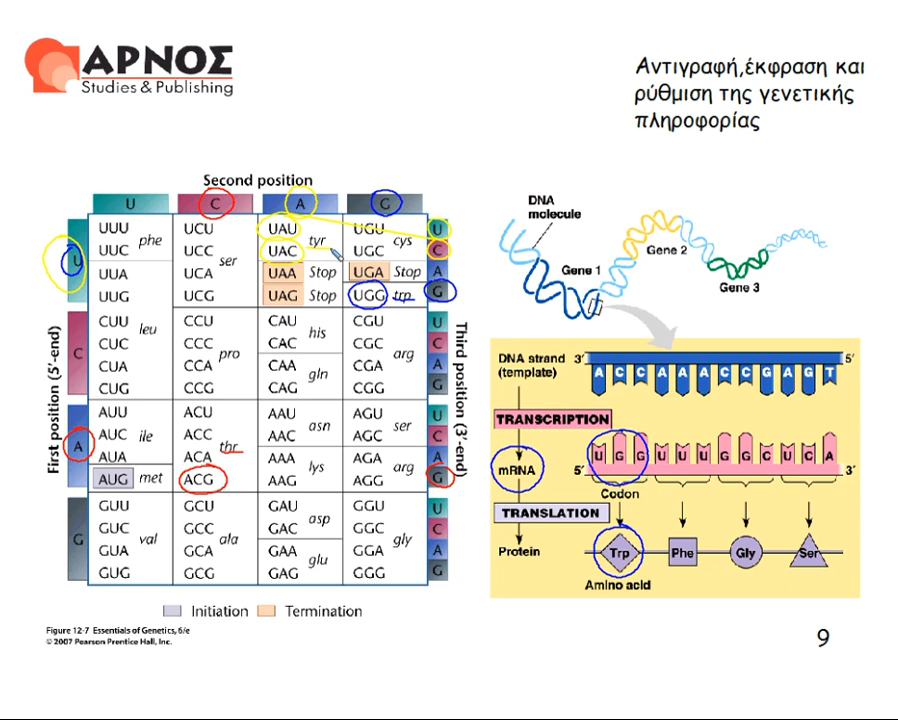 ΑΡΝΟΣ
Studies & Publishing
Αντιγραφή,έκφραση και
ρύθμιση της γενετικής
πληροφορίας
Second position
U C A G
First position (5'-end)
Third position (3'-end)
U
UUU phe UCU ser UAU tyr UGU cys U
UUC UCC UAC UGC C
UUA UCA UAA Stop UGA Stop A
UUG UCG UAG Stop UGG trp G
C
CUU leu CCU pro CAU his CGU arg U
CUC CCC CAC CGC C
CUA CCA CAA gln CGA A
CUG CCG CAG CGG G
A
AUU ile ACU thr AAU asn AGU ser U
AUC ACC AAC AGC C
AUA ACA AAA lys AGA arg A
AUG met ACG AAG AGG G
G
GUU val GCU ala GAU asp GGU gly U
GUC GCC GAC GGC C
GUA GCA GAA glu GGA A
GUG GCG GAG GGG G
Initiation Termination
Figure 12-7 Essentials of Genetics, 6/e
© 2007 Pearson Prentice Hall, Inc.
DNA
molecule
Gene 1
Gene 2
Gene 3
DNA strand
(template)
3' 5'
A C C A A A C C G A G T
TRANSCRIPTION
mRNA
U G G U U U G G C U C A
5' 3'
Codon
TRANSLATION
Protein
Trp Phe Gly Ser
Amino acid
9